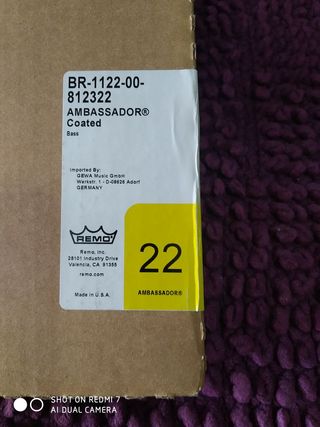 BR-1122-00-
812322
AMBASSADOR®
Coated
Bass
Imported By:
GEWA Music GmbH
Werkstr. 1 - D-08626 Adorf
GERMANY
REMO
Remo, Inc.
28101 Industry Drive
Valencia, CA 91355
remo.com
Made in U.S.A.
22
AMBASSADOR®
SHOT ON REDMI 7
AI DUAL CAMERA